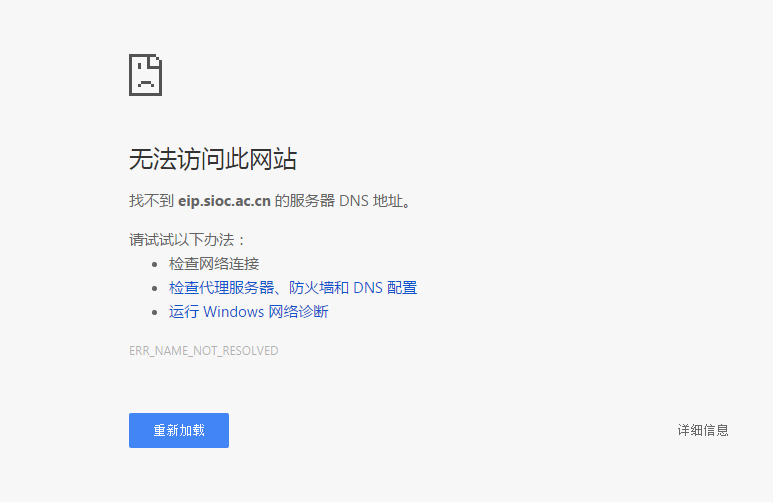 无法访问此网站
找不到 eip.sioc.ac.cn 的服务器 DNS 地址。
请试试以下办法：
检查网络连接
检查代理服务器、防火墙和 DNS 配置
运行 Windows 网络诊断
ERR_NAME_NOT_RESOLVED
重新加载
详细信息